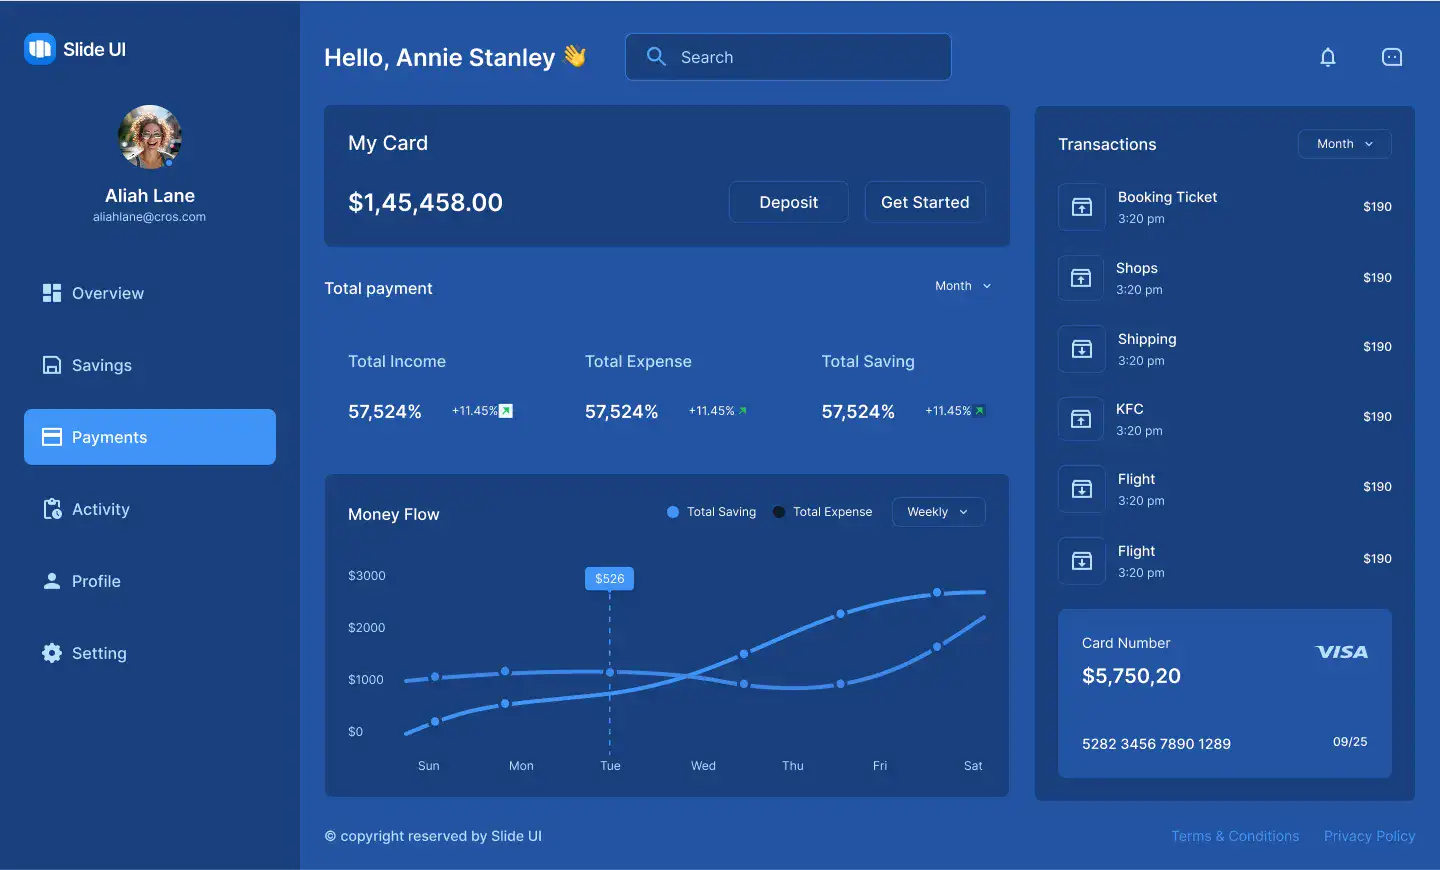 Slide UI
Aliah Lane
aliahlane@cros.com
Overview
Savings
Payments
Activity
Profile
Setting
Hello, Annie Stanley 👋
Search
My Card
$1,45,458.00
Deposit
Get Started
Total payment
Month
Total Income
57,524%
+11.45%
Total Expense
57,524%
+11.45%
Total Saving
57,524%
+11.45%
Money Flow
Total Saving
Total Expense
Weekly
$3000
$2000
$1000
$0
$526
Sun
Mon
Tue
Wed
Thu
Fri
Sat
Transactions
Month
Booking Ticket
3:20 pm
$190
Shops
3:20 pm
$190
Shipping
3:20 pm
$190
KFC
3:20 pm
$190
Flight
3:20 pm
$190
Flight
3:20 pm
$190
Card Number
VISA
$5,750,20
5282 3456 7890 1289
09/25
© copyright reserved by Slide UI
Terms & Conditions
Privacy Policy